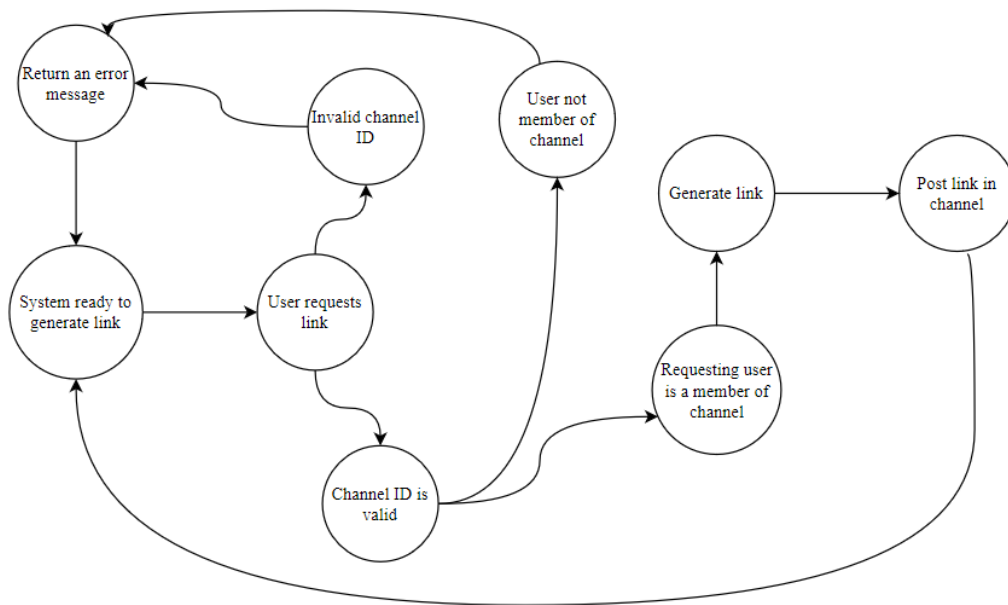 Return an error
message
Invalid channel
ID
User not
member of
channel
Generate link
Post link in
channel
System ready to
generate link
User requests
link
Requesting user
is a member of
channel
Channel ID is
valid